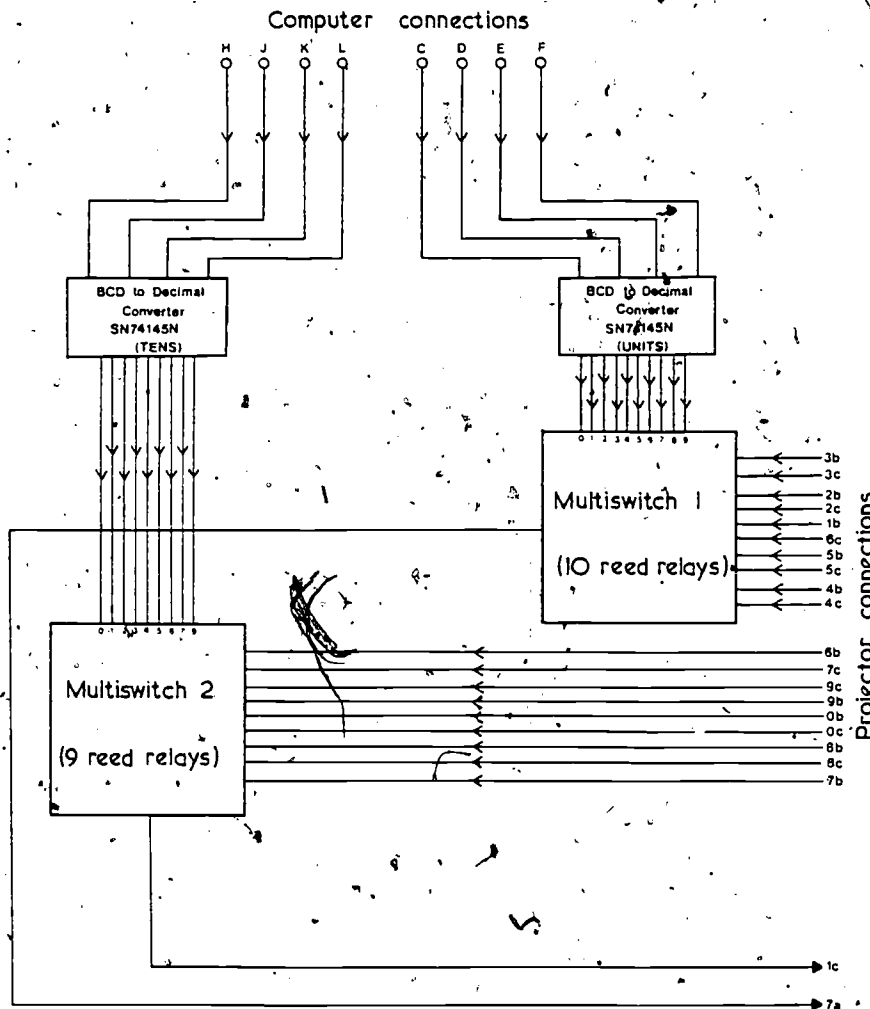 Computer connections
H J K L C D E F
BCD to Decimal
Converter
SN74145N
(TENS)
BCD to Decimal
Converter
SN74145N
(UNITS)
0 1 2 3 4 5 6 7 8 9
Multiswitch 1
(10 reed relays)
3b
3c
2b
2c
1b
6c
5b
5c
4b
4c
Projector connections
0 1 2 3 4 5 6 7 9
Multiswitch 2
(9 reed relays)
6b
7c
9c
9b
0b
0c
8b
8c
7b
1c
7a